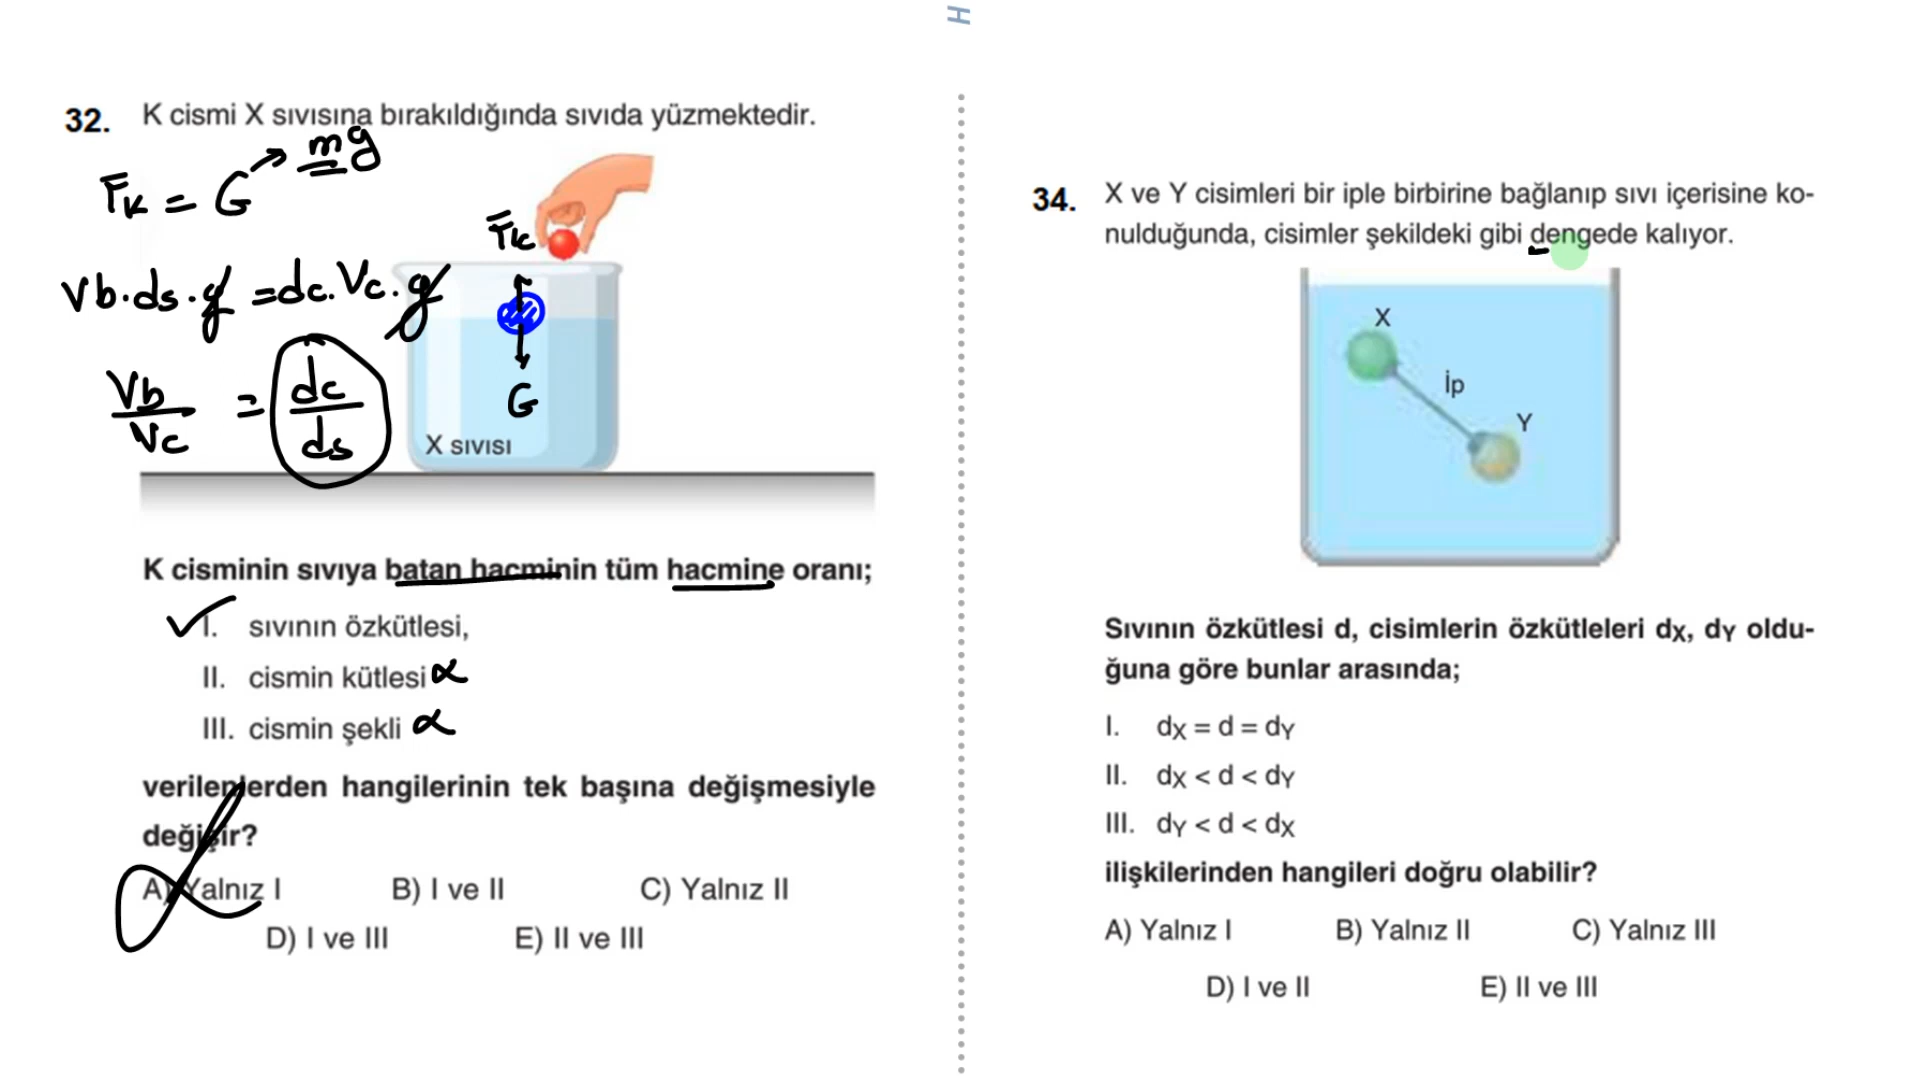 H
32. K cismi X sıvısına bırakıldığında sıvıda yüzmektedir.
mg
Fk = G
Fk
Vb.ds.g = dc.Vc.g
Vb = dc
Vc ds
G
X sıvısı
K cisminin sıvıya batan hacminin tüm hacmine oranı;
I. sıvının özkütlesi,
II. cismin kütlesi
III. cismin şekli
verilenlerden hangilerinin tek başına değişmesiyle
değişir?
A) Yalnız I B) I ve II C) Yalnız II
D) I ve III E) II ve III
34. X ve Y cisimleri bir iple birbirine bağlanıp sıvı içerisine ko-
nulduğunda, cisimler şekildeki gibi dengede kalıyor.
X
İp
Y
Sıvının özkütlesi d, cisimlerin özkütleleri dX, dY oldu-
ğuna göre bunlar arasında;
I. dX = d = dY
II. dX < d < dY
III. dY < d < dX
ilişkilerinden hangileri doğru olabilir?
A) Yalnız I B) Yalnız II C) Yalnız III
D) I ve II E) II ve III